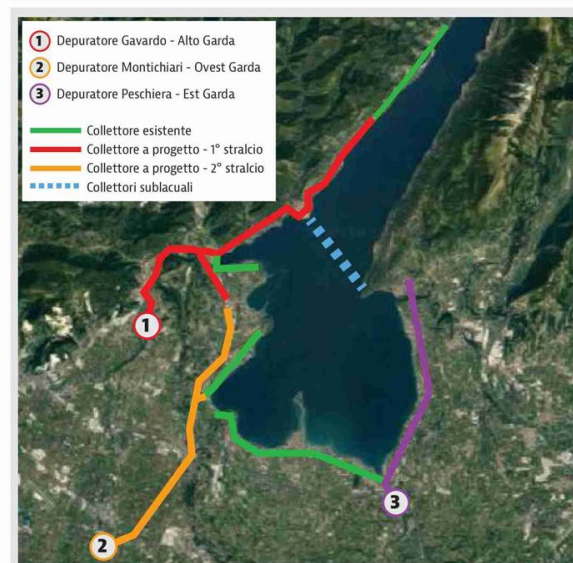 1 Depuratore Gavardo - Alto Garda
2 Depuratore Montichiari - Ovest Garda
3 Depuratore Peschiera - Est Garda
Collettore esistente
Collettore a progetto - 1° stralcio
Collettore a progetto - 2° stralcio
Collettori sublacuali
1
2
3